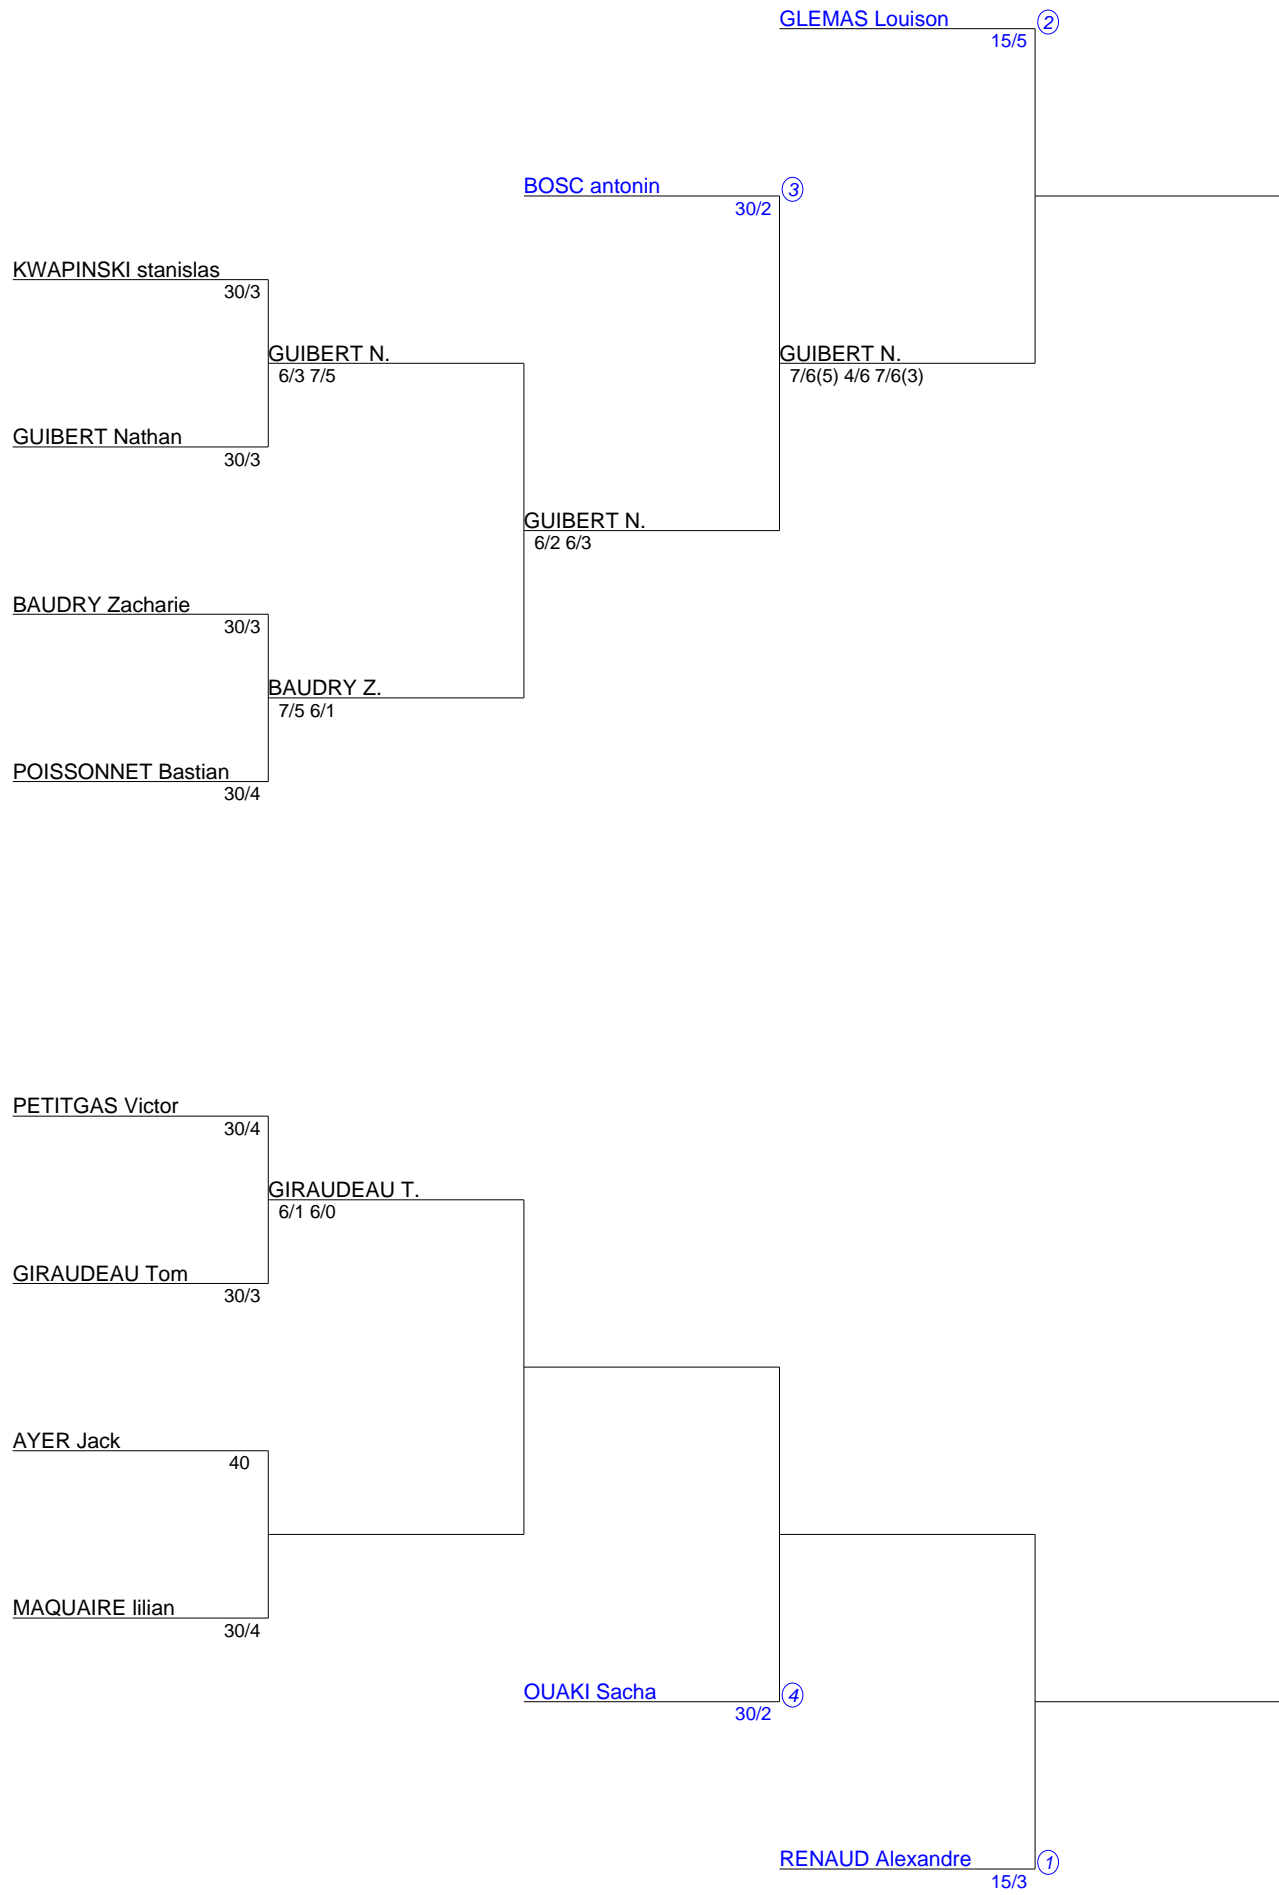 GLEMAS Louison 2
15/5
BOSC antonin 3
30/2
KWAPINSKI stanislas
30/3
GUIBERT N.
6/3 7/5
GUIBERT N.
7/6(5) 4/6 7/6(3)
GUIBERT Nathan
30/3
GUIBERT N.
6/2 6/3
BAUDRY Zacharie
30/3
BAUDRY Z.
7/5 6/1
POISSONNET Bastian
30/4
PETITGAS Victor
30/4
GIRAUDEAU T.
6/1 6/0
GIRAUDEAU Tom
30/3
AYER Jack
40
MAQUAIRE lilian
30/4
OUAKI Sacha 4
30/2
RENAUD Alexandre 1
15/3